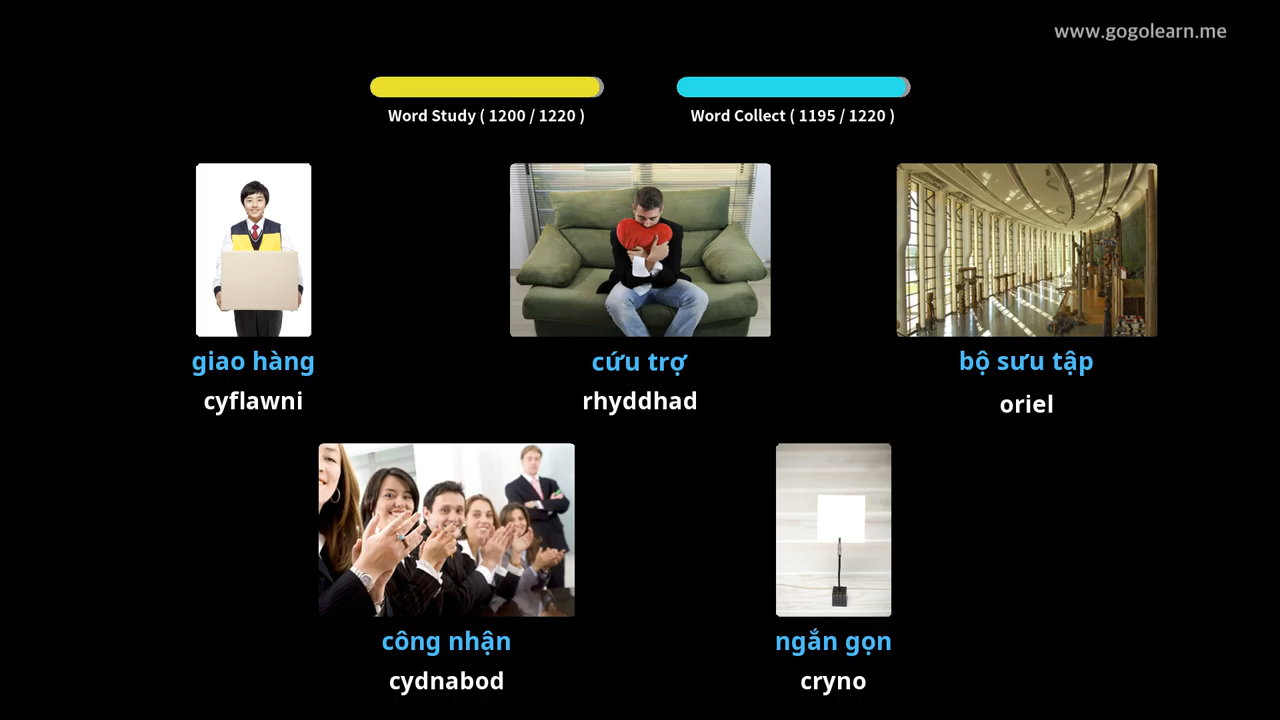 www.gogolearn.me
Word Study ( 1200 / 1220 )
Word Collect ( 1195 / 1220 )
giao hàng
cyflawni
cứu trợ
rhyddhad
bộ sưu tập
oriel
công nhận
cydnabod
ngắn gọn
cryno